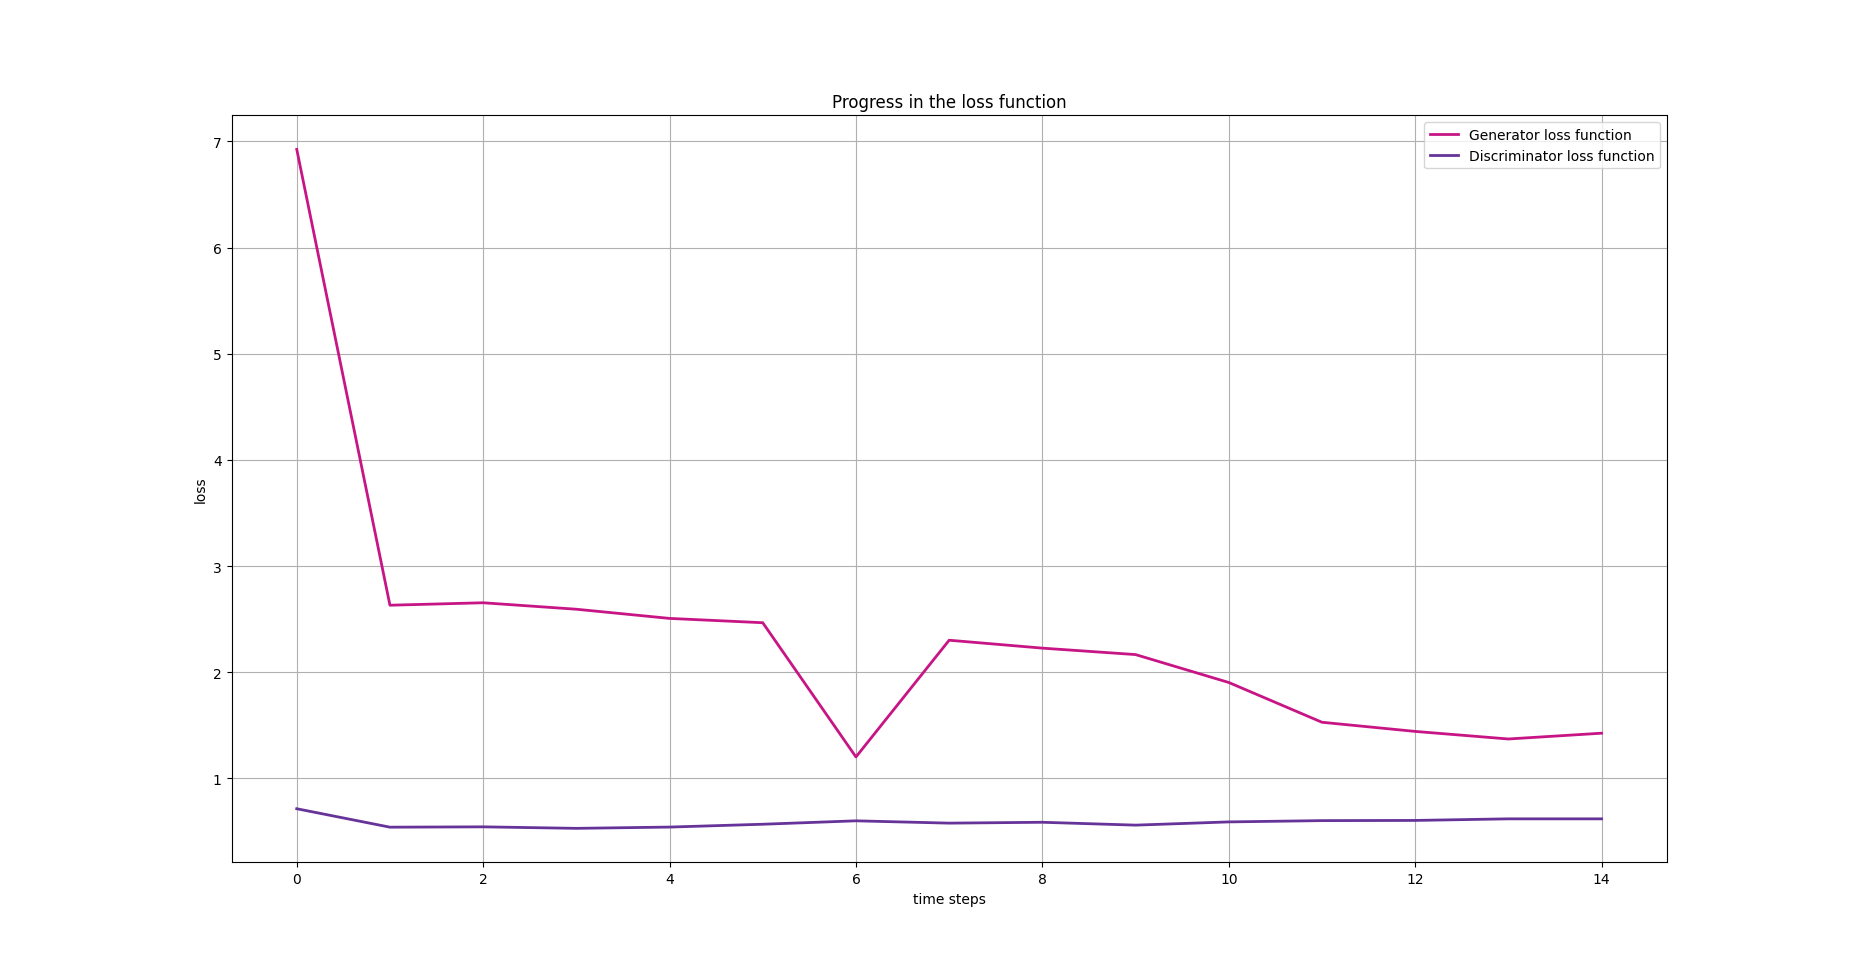 Progress in the loss function
Generator loss function
Discriminator loss function
7
6
5
4
3
2
1
loss
0 2 4 6 8 10 12 14
time steps